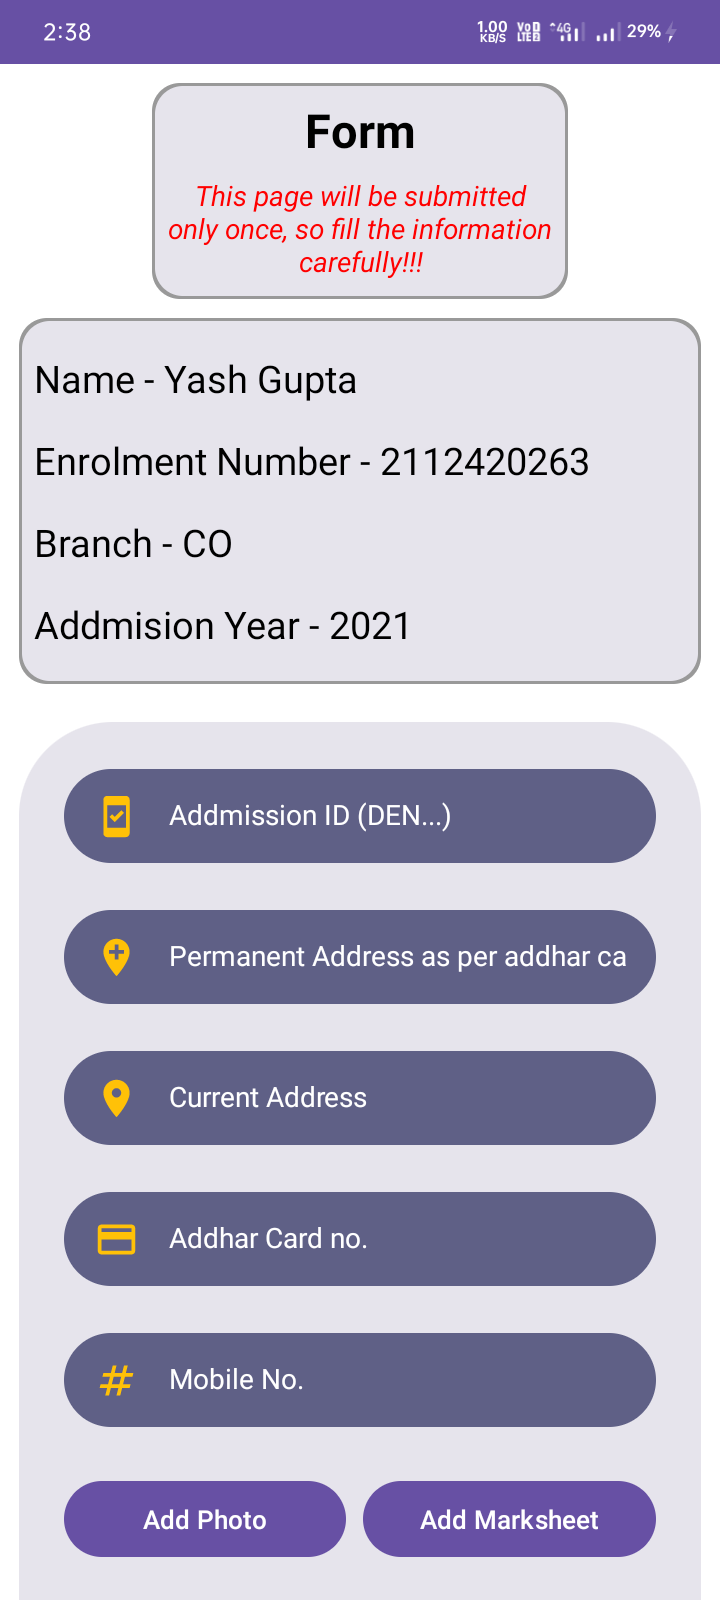 2:38
1.00
KB/S
Vo
LTE 2
4G
29%
Form
This page will be submitted
only once, so fill the information
carefully!!!
Name - Yash Gupta
Enrolment Number - 2112420263
Branch - CO
Addmision Year - 2021
Addmission ID (DEN...)
Permanent Address as per addhar ca
Current Address
Addhar Card no.
Mobile No.
Add Photo
Add Marksheet